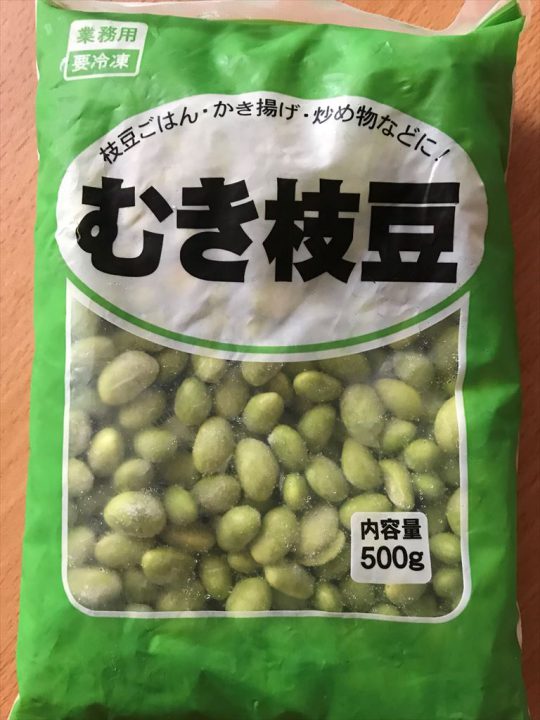 業務用
要冷凍
枝豆ごはん・かき揚げ・炒め物などに!
むき枝豆
内容量
500g